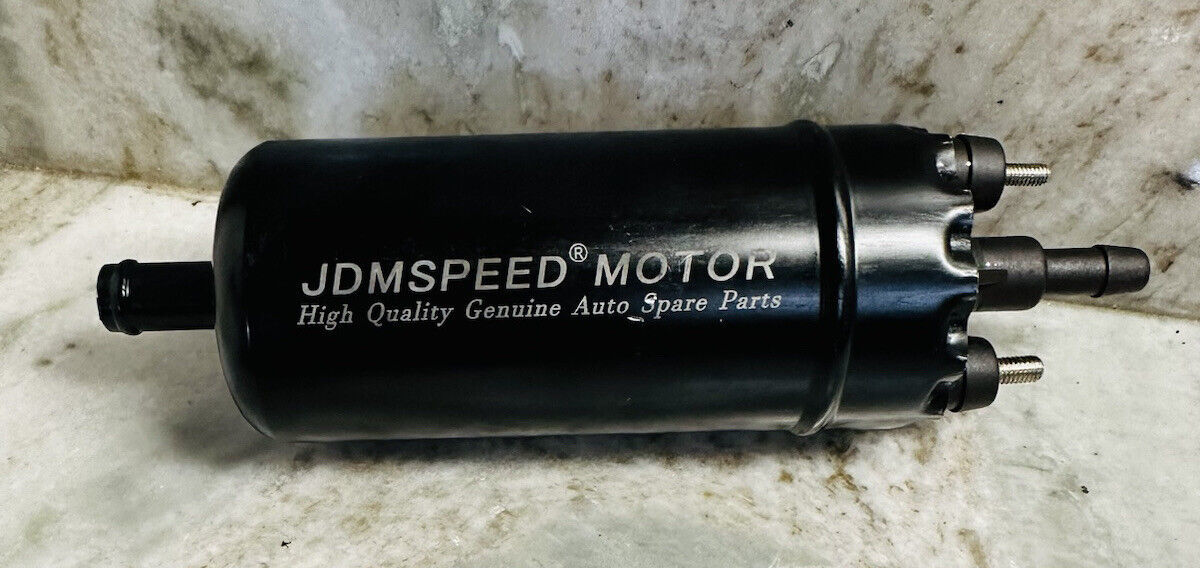 JDMSPEED® MOTOR
High Quality Genuine Auto Spare Parts